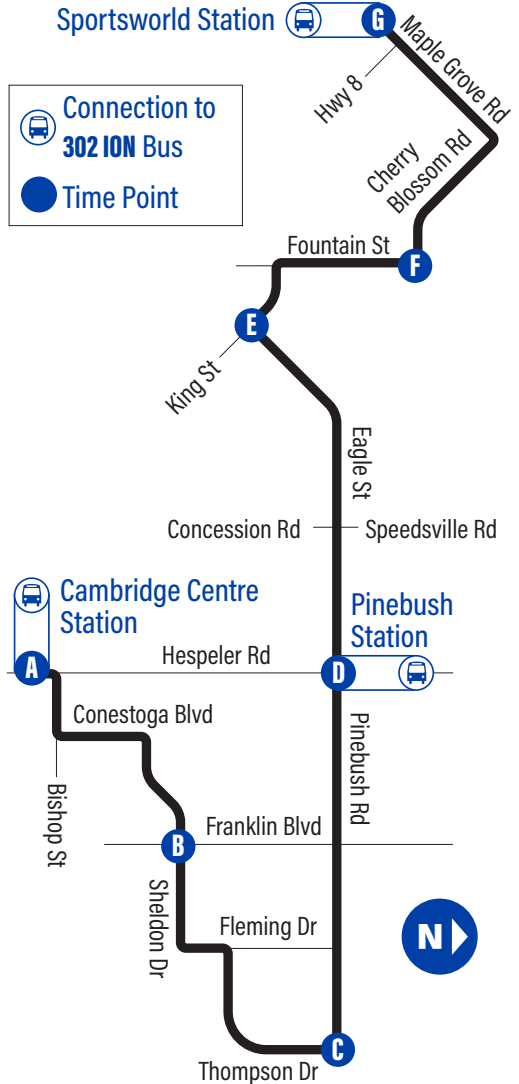 Sportsworld Station
G
Maple Grove Rd
Hwy 8
Connection to
302 ION Bus
Time Point
Cherry
Blossom Rd
Fountain St
F
E
King St
Eagle St
Concession Rd
Speedsville Rd
Cambridge Centre
Station
Pinebush
Station
A
Hespeler Rd
D
Conestoga Blvd
Pinebush Rd
Bishop St
B
Franklin Blvd
Sheldon Dr
Fleming Dr
N
C
Thompson Dr